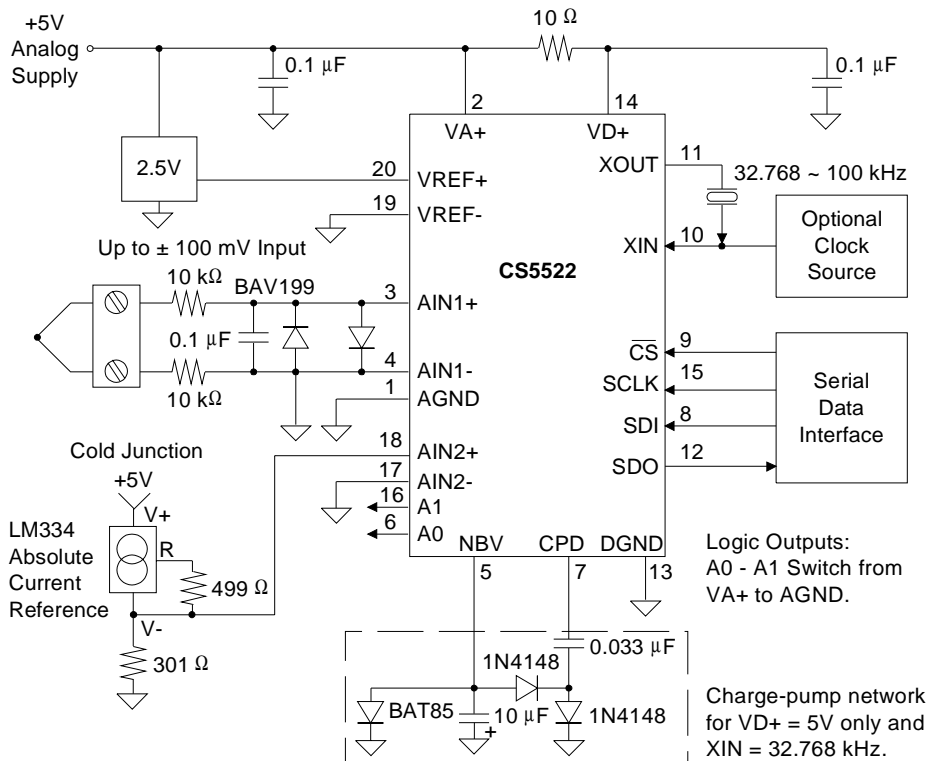 +5V
Analog
Supply
10 Ω
0.1 μF
0.1 μF
2
14
VA+
VD+
2.5V
20
VREF+
19
VREF-
XOUT
11
32.768 ~ 100 kHz
XIN
10
Optional
Clock
Source
CS5522
Up to ± 100 mV Input
10 kΩ
BAV199
3
AIN1+
0.1 μF
4
AIN1-
10 kΩ
1
AGND
CS
9
SCLK
15
SDI
8
SDO
12
Serial
Data
Interface
18
AIN2+
17
AIN2-
16
A1
6
A0
Cold Junction
+5V
V+
R
LM334
Absolute
Current
Reference
499 Ω
V-
301 Ω
NBV
CPD
DGND
5
7
13
Logic Outputs:
A0 - A1 Switch from
VA+ to AGND.
0.033 μF
1N4148
BAT85
10 μF
+
1N4148
Charge-pump network
for VD+ = 5V only and
XIN = 32.768 kHz.